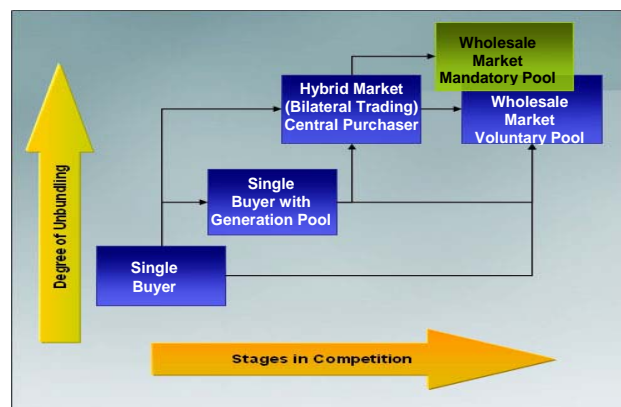 Wholesale
Market
Mandatory Pool
Hybrid Market
(Bilateral Trading)
Central Purchaser
Wholesale
Market
Voluntary Pool
Single
Buyer with
Generation Pool
Single
Buyer
Degree of Unbundling
Stages in Competition